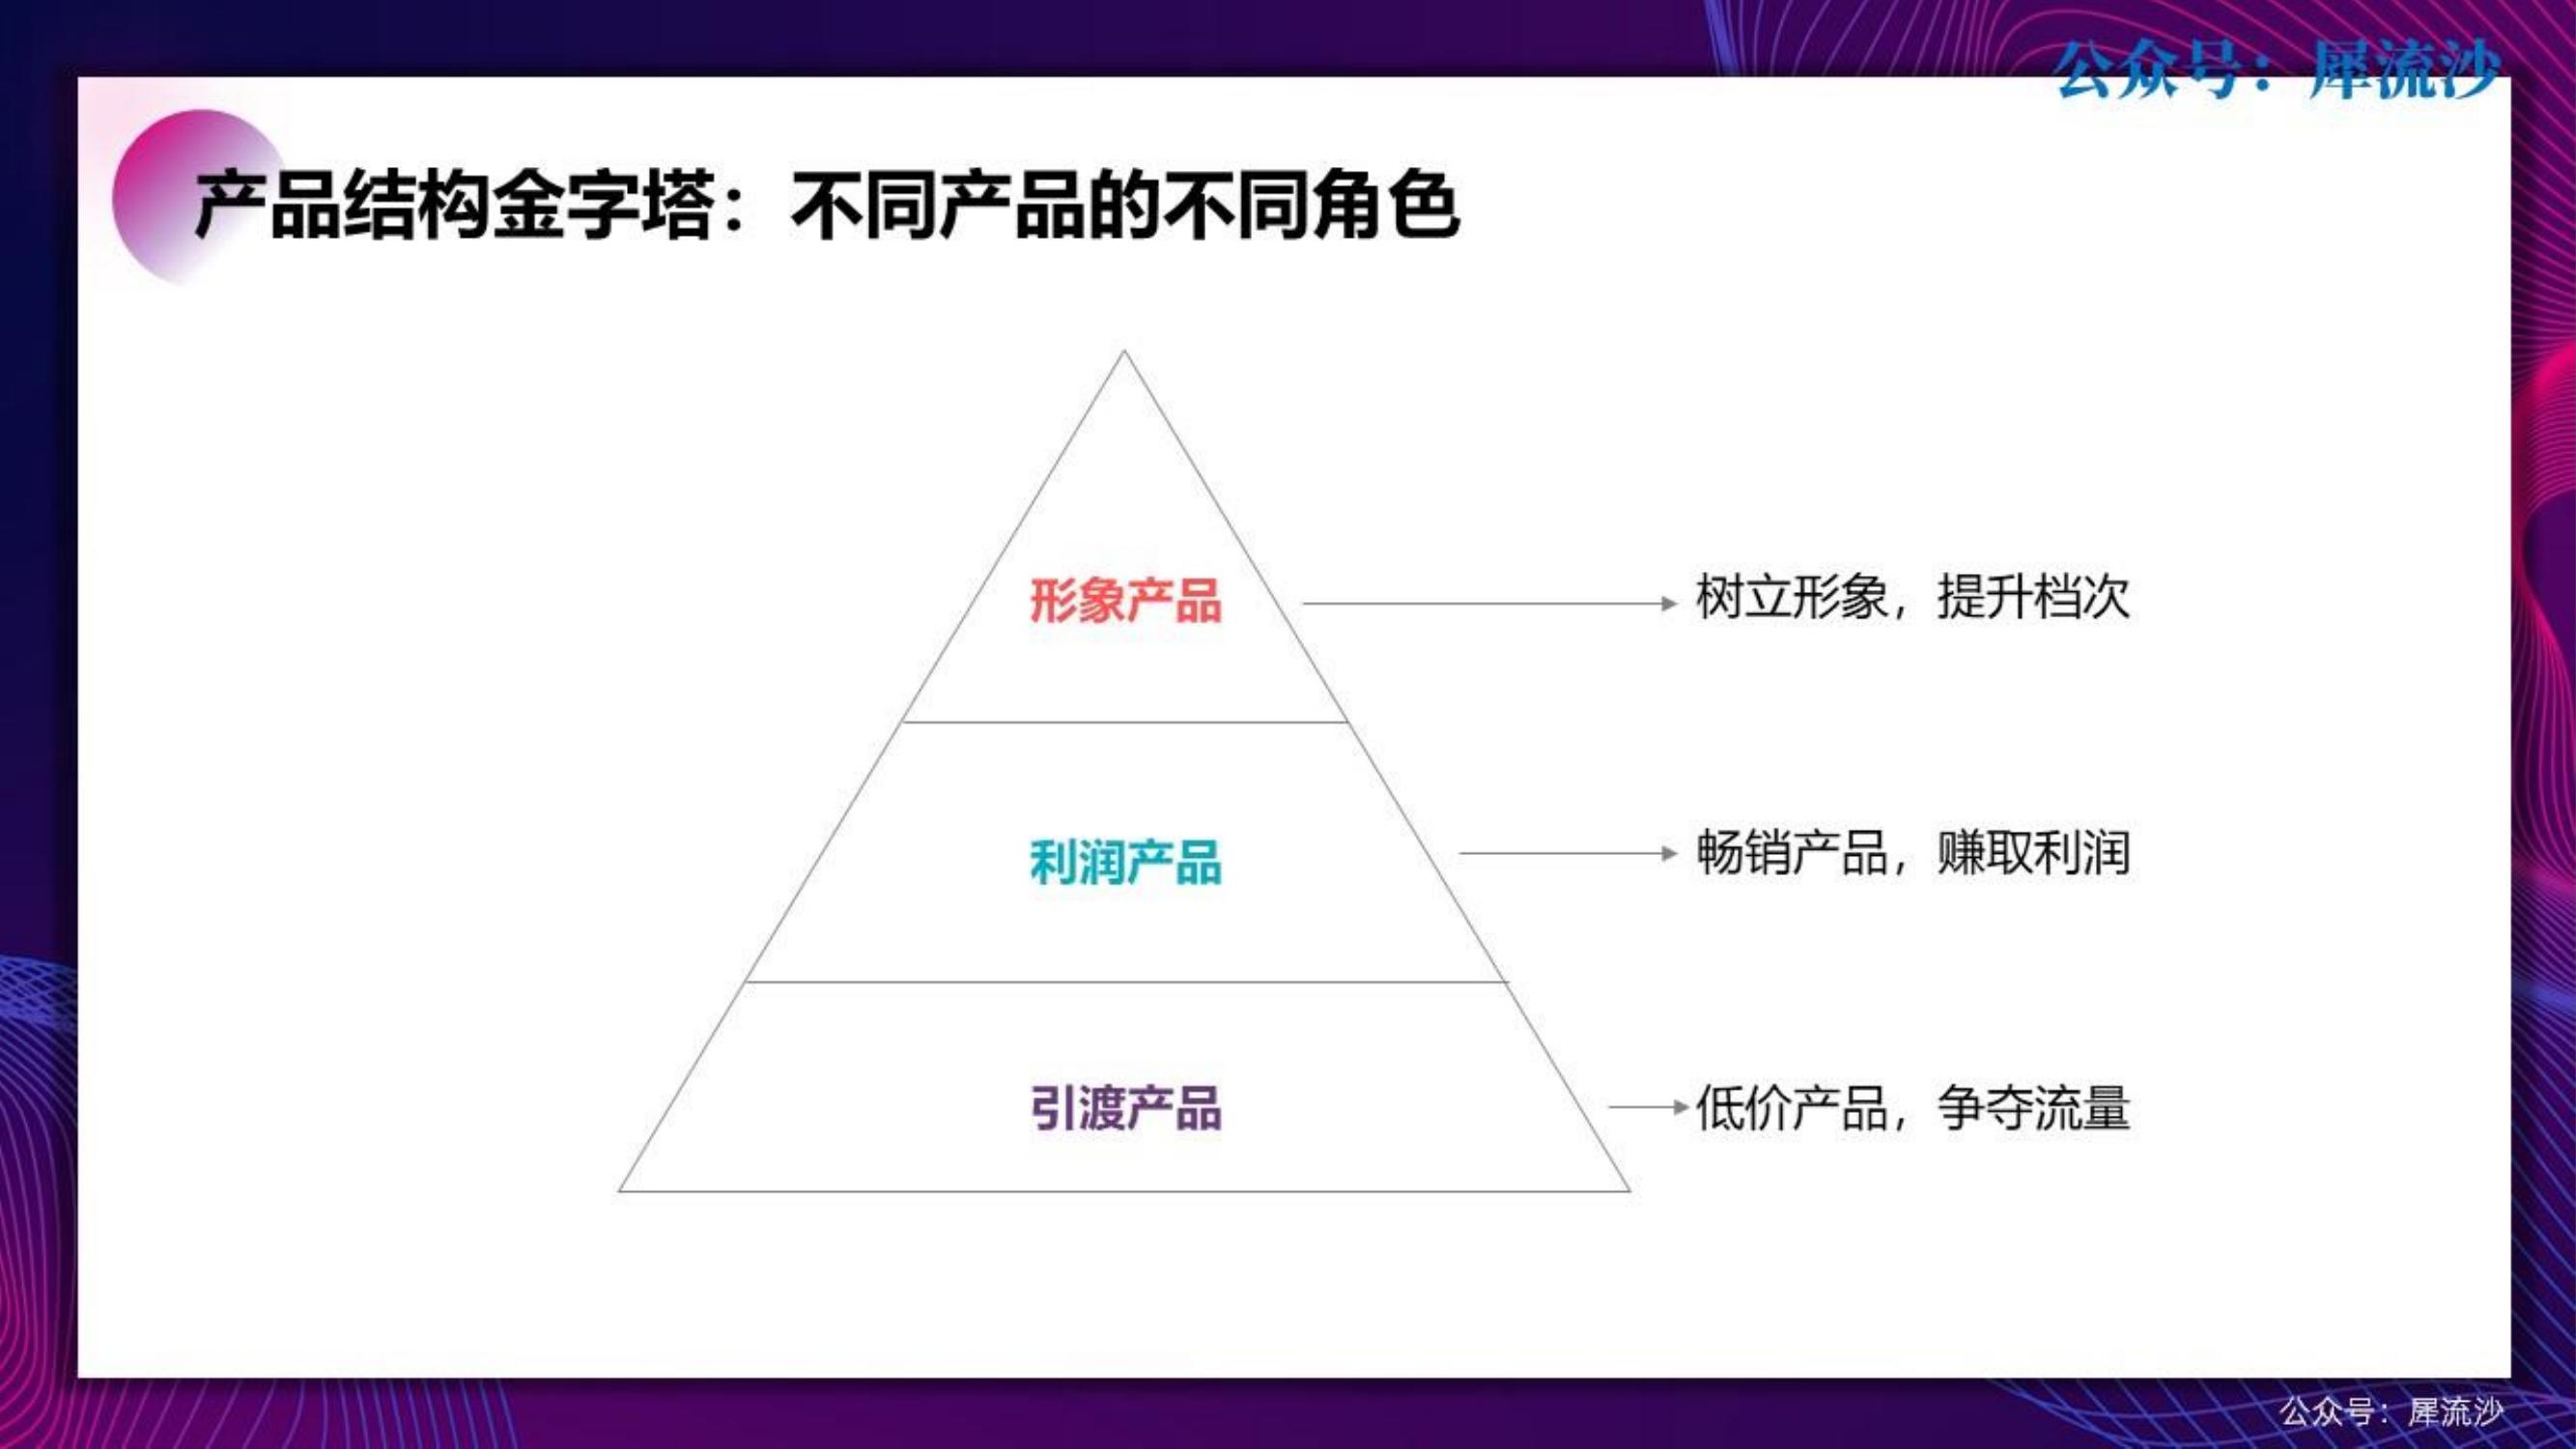 公众号：犀流沙
产品结构金字塔：不同产品的不同角色
形象产品
树立形象，提升档次
利润产品
畅销产品，赚取利润
引渡产品
低价产品，争夺流量
公众号：犀流沙